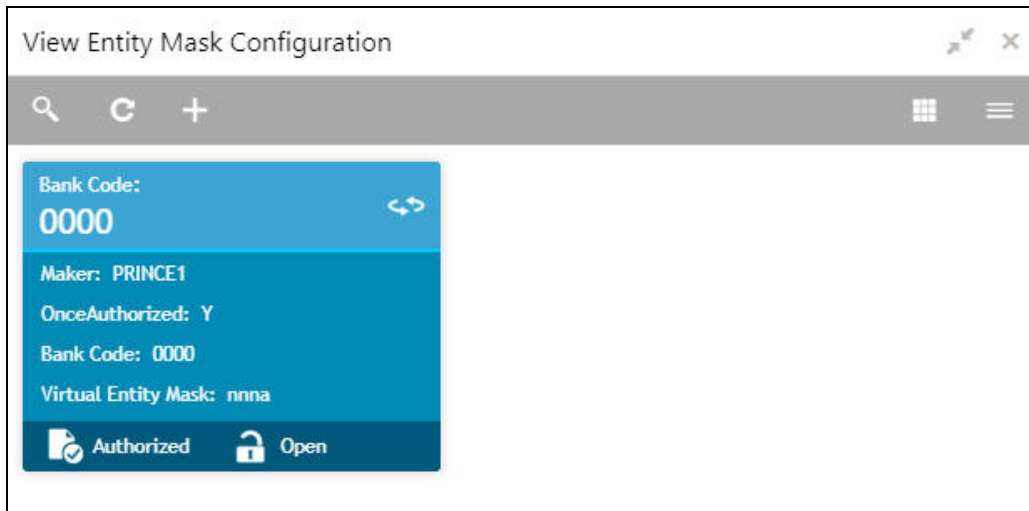 View Entity Mask Configuration
Bank Code:
0000
Maker: PRINCE1
OnceAuthorized: Y
Bank Code: 0000
Virtual Entity Mask: nnna
Authorized Open